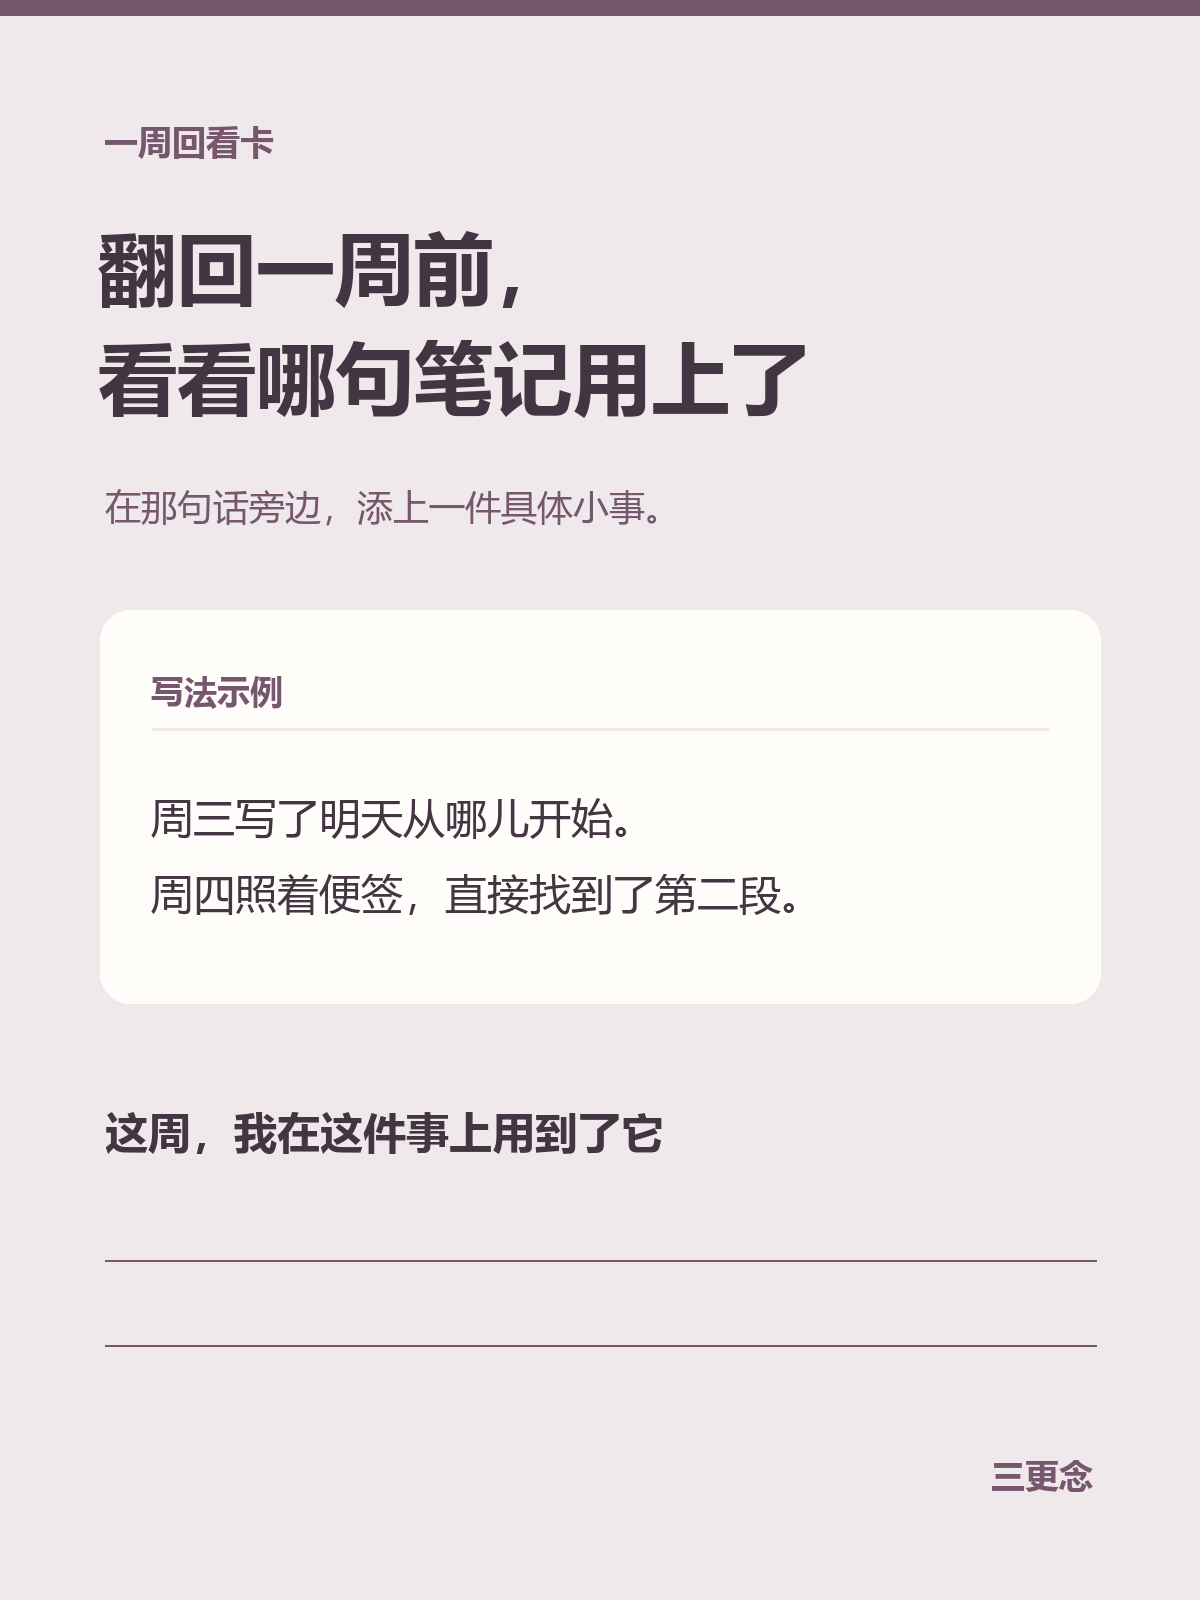 一周回看卡
翻回一周前，
看看哪句笔记用上了
在那句话旁边，添上一件具体小事。
写法示例
周三写了明天从哪儿开始。
周四照着便签，直接找到了第二段。
这周，我在这件事上用到了它
三更念